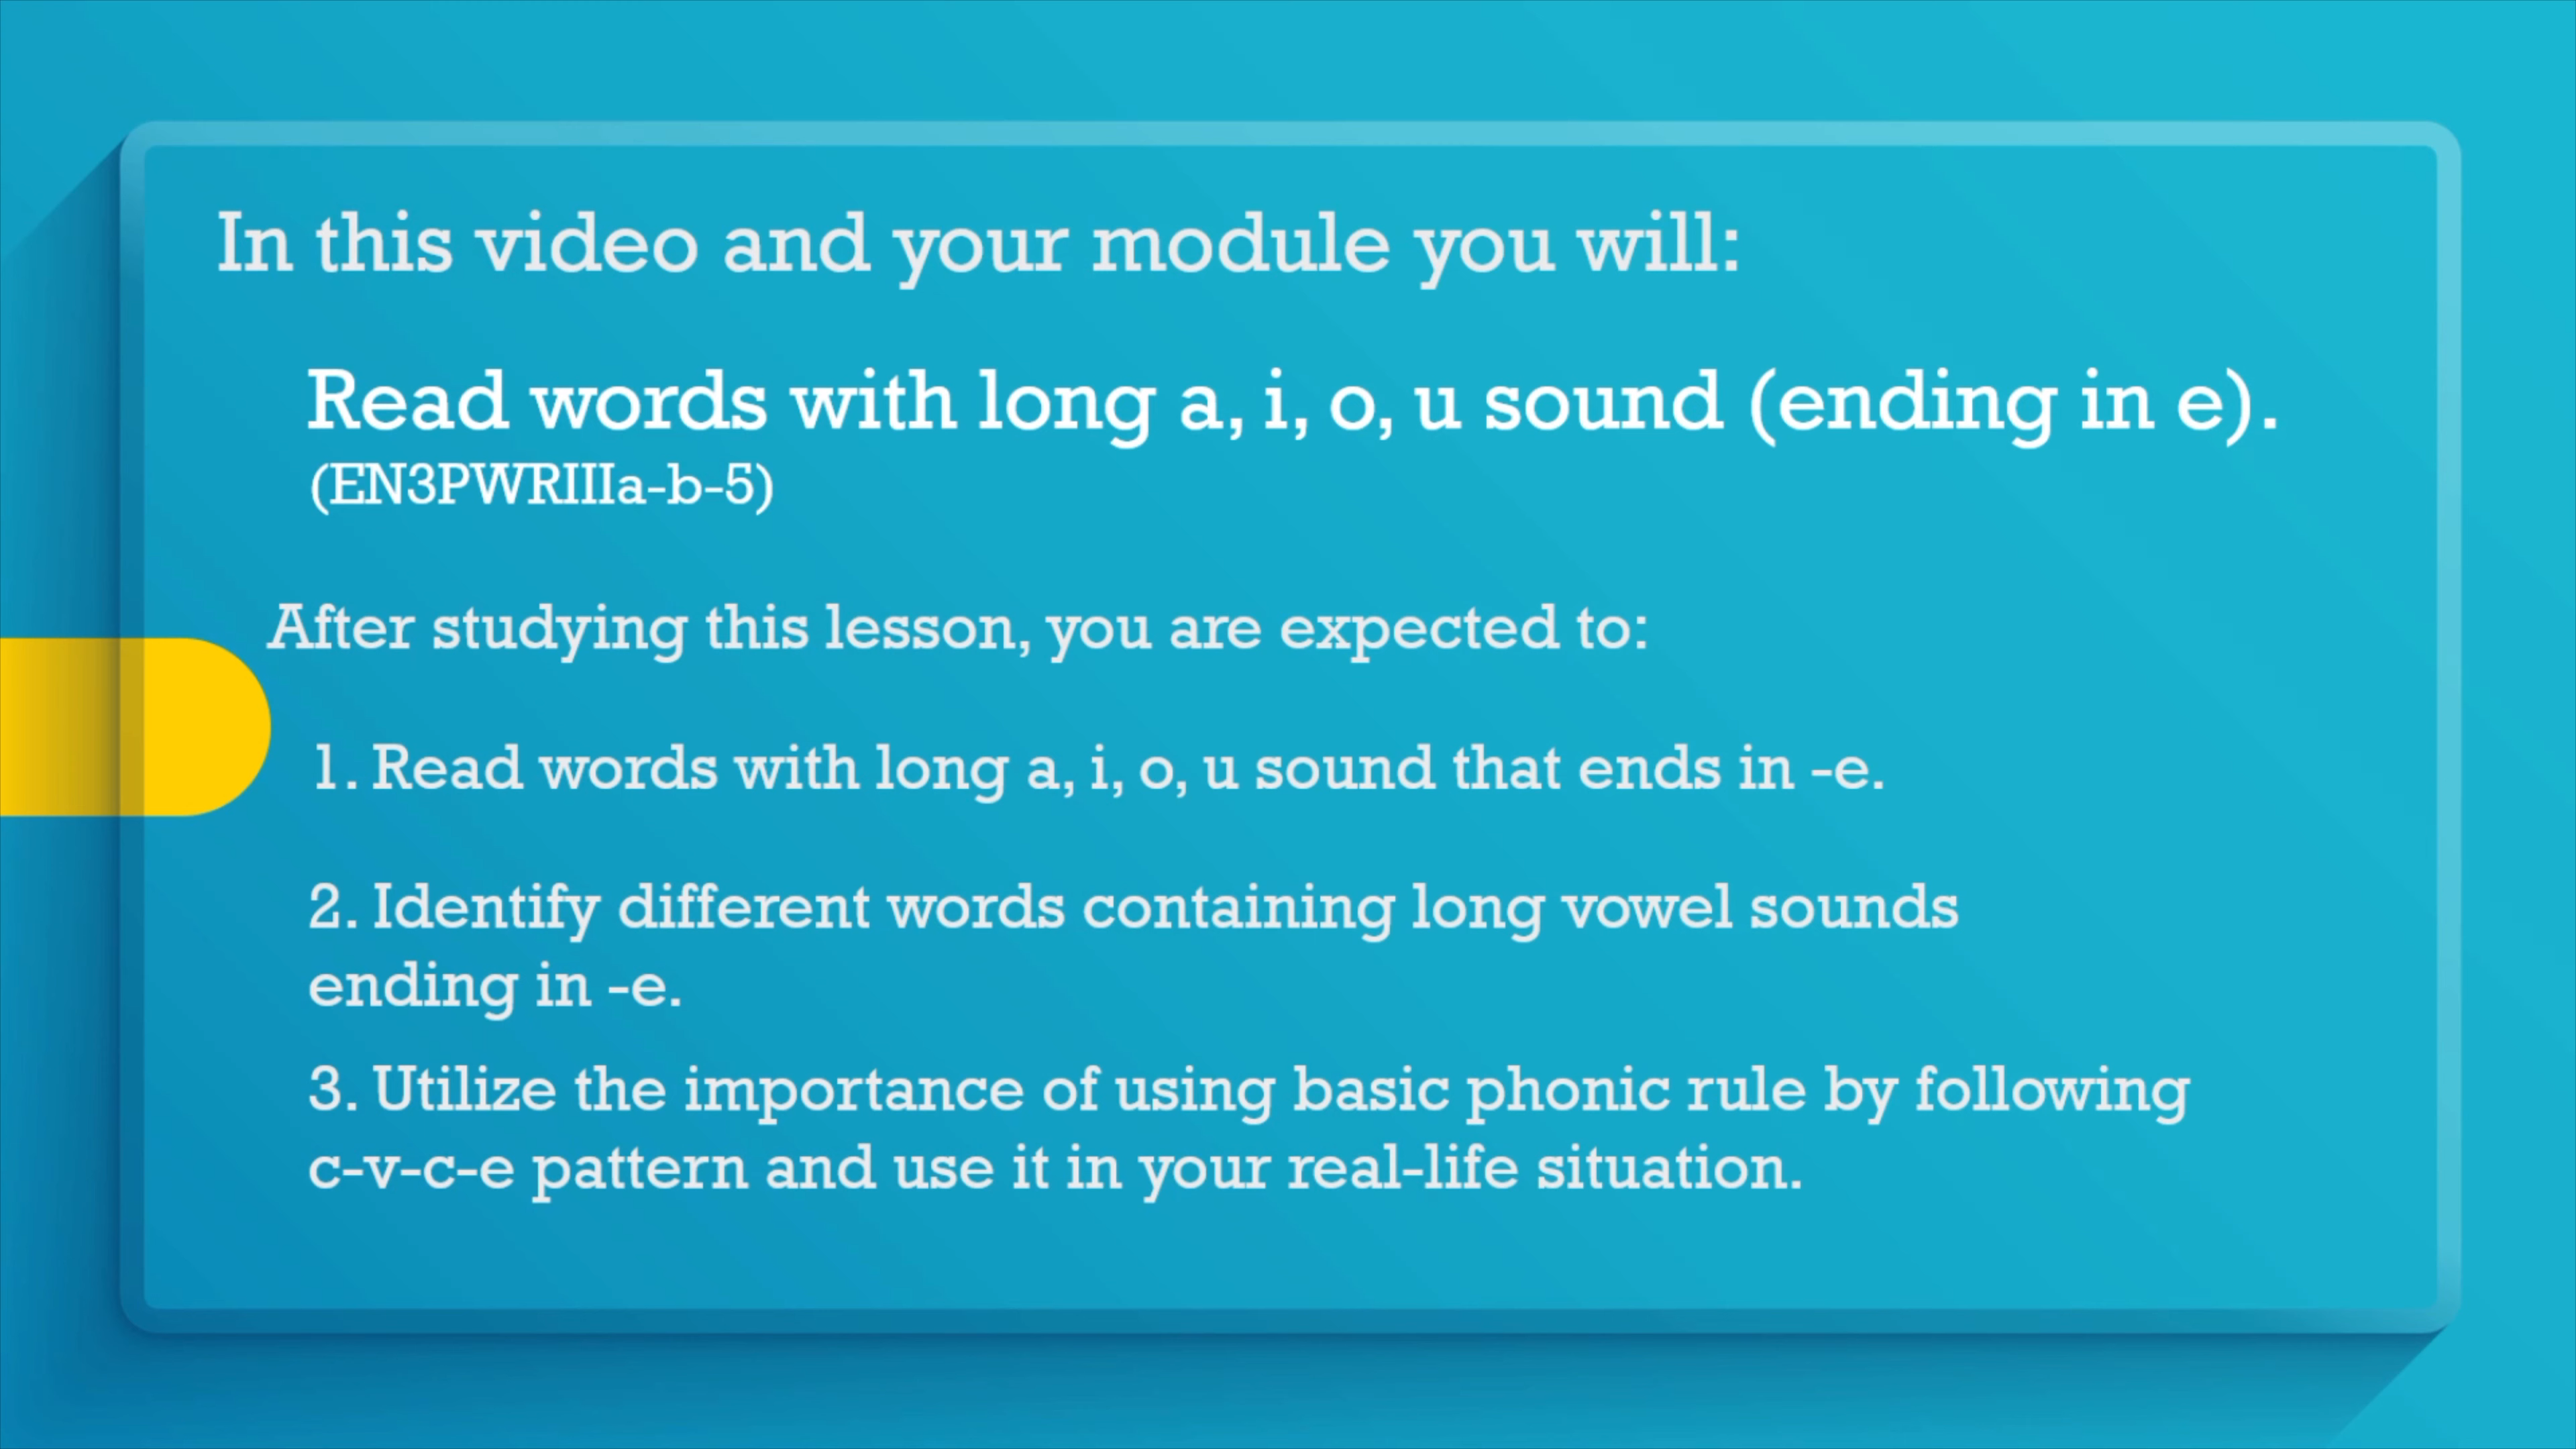 In this video and your module you will:
Read words with long a, i, o, u sound (ending in e).
(EN3PWRIIIa-b-5)
After studying this lesson, you are expected to:
1. Read words with long a, i, o, u sound that ends in -e.
2. Identify different words containing long vowel sounds
ending in -e.
3. Utilize the importance of using basic phonic rule by following
c-v-c-e pattern and use it in your real-life situation.